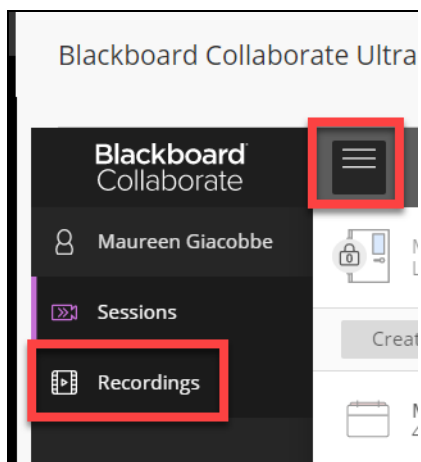 Blackboard Collaborate Ultra
Blackboard
Collaborate
Maureen Giacobbe
Sessions
Recordings